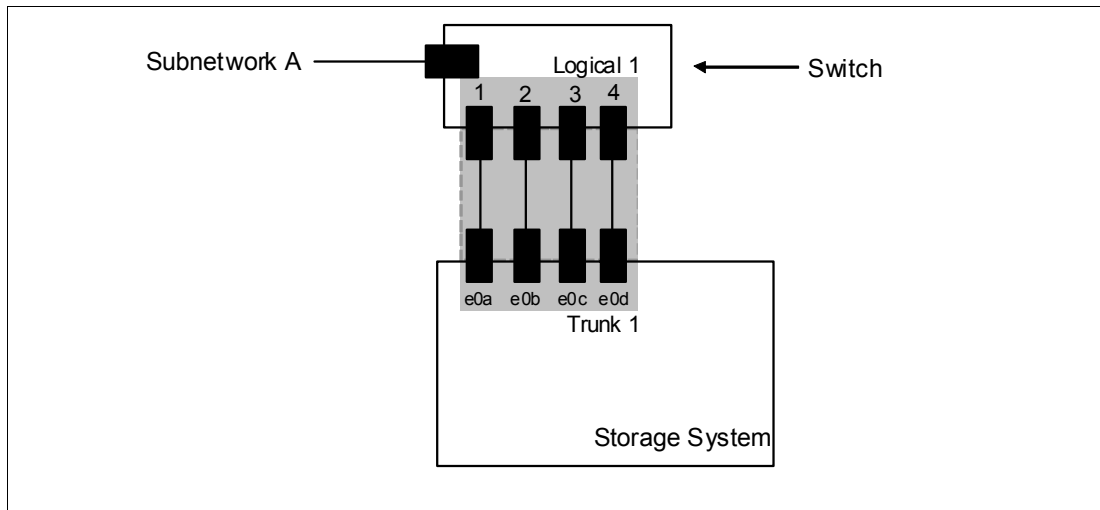 Subnetwork A
Logical 1
Switch
1 2 3 4
e0a e0b e0c e0d
Trunk 1
Storage System